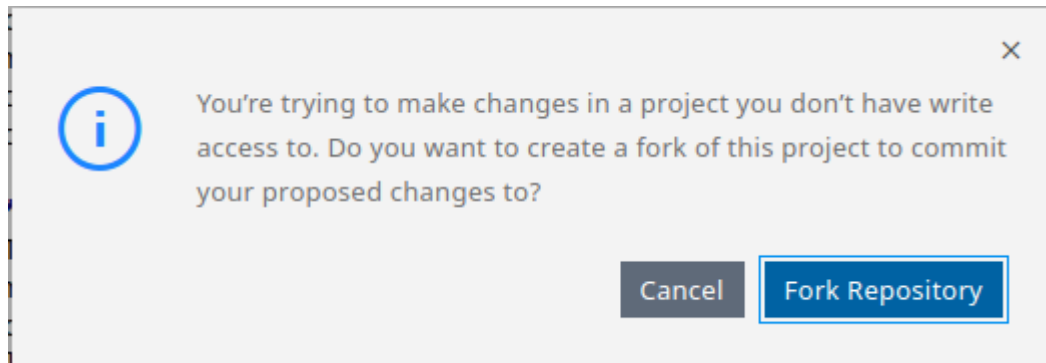 You’re trying to make changes in a project you don’t have write
access to. Do you want to create a fork of this project to commit
your proposed changes to?
Cancel Fork Repository